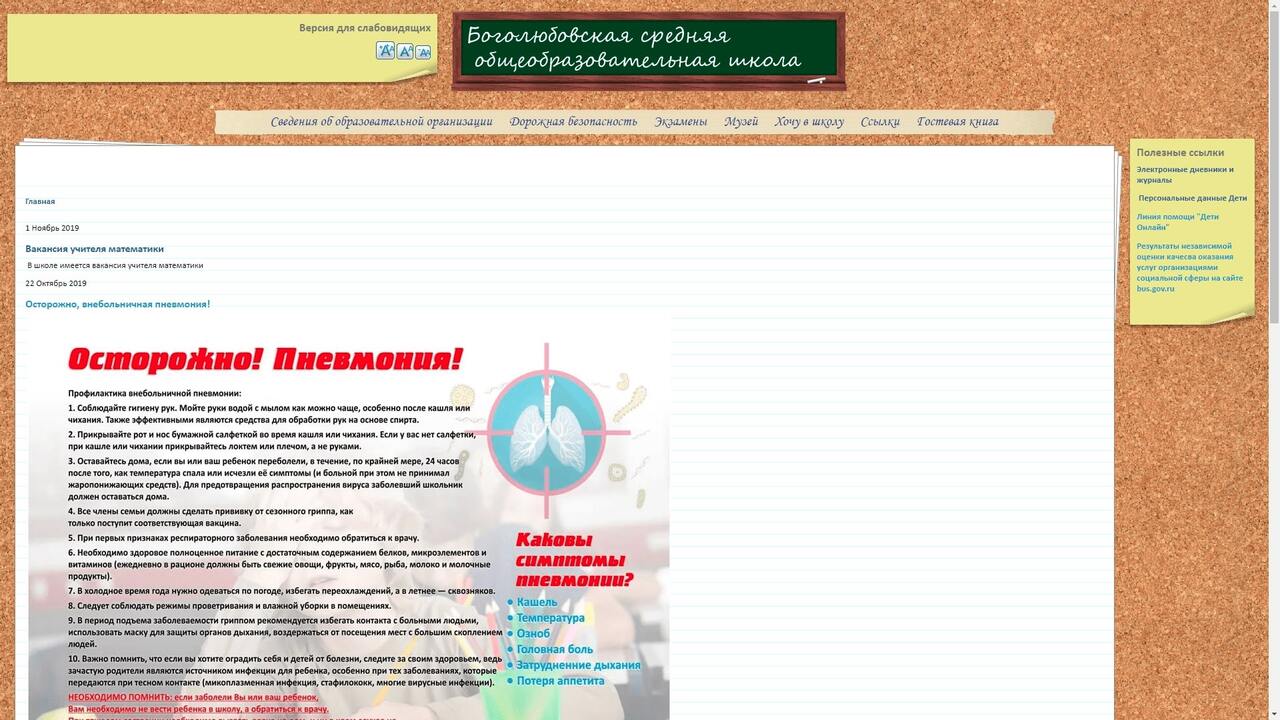 Версия для слабовидящих
A A A
Боголюбовская средняя
общеобразовательная школа
Сведения об образовательной организации Дорожная безопасность Экзамены Музей Хочу в школу Ссылки Гостевая книга
Главная
1 Ноябрь 2019
Вакансия учителя математики
В школе имеется вакансия учителя математики
22 Октябрь 2019
Осторожно, внебольничная пневмония!
Осторожно! Пневмония!
Профилактика внебольничной пневмонии:
1. Соблюдайте гигиену рук. Мойте руки водой с мылом как можно чаще, особенно после кашля или
чихания. Также эффективными являются средства для обработки рук на основе спирта.
2. Прикрывайте рот и нос бумажной салфеткой во время кашля или чихания. Если у вас нет салфетки,
при кашле или чихании прикрывайтесь локтем или плечом, а не руками.
3. Оставайтесь дома, если вы или ваш ребенок переболели, в течение, по крайней мере, 24 часов
после того, как температура спала или исчезли её симптомы (и больной при этом не принимал
жаропонижающих средств). Для предотвращения распространения вируса заболевший школьник
должен оставаться дома.
4. Все члены семьи должны сделать прививку от сезонного гриппа, как
только поступит соответствующая вакцина.
5. При первых признаках респираторного заболевания необходимо обратиться к врачу.
6. Необходимо здоровое полноценное питание с достаточным содержанием белков, микроэлементов и
витаминов (ежедневно в рационе должны быть свежие овощи, фрукты, мясо, рыба, молоко и молочные
продукты).
7. В холодное время года нужно одеваться по погоде, избегать переохлаждений, а в летнее — сквозняков.
8. Следует соблюдать режимы проветривания и влажной уборки в помещениях.
9. В период подъема заболеваемости гриппом рекомендуется избегать контакта с больными людьми,
использовать маску для защиты органов дыхания, воздержаться от посещения мест с большим скоплением
людей.
10. Важно помнить, что если вы хотите оградить себя и детей от болезни, следите за своим здоровьем, ведь
зачастую родители являются источником инфекции для ребенка, особенно при тех заболеваниях, которые
передаются при тесном контакте (микоплазменная инфекция, стафилококк, многие вирусные инфекции).
НЕОБХОДИМО ПОМНИТЬ: если заболели Вы или ваш ребенок,
Вам необходимо не вести ребенка в школу, а обратиться к врачу.
Каковы
симптомы
пневмонии?
• Кашель
• Температура
• Озноб
• Головная боль
• Затруднение дыхания
• Потеря аппетита
Полезные ссылки
Электронные дневники и
журналы
Персональные данные Дети
Линия помощи "Дети
Онлайн"
Результаты независимой
оценки качесва оказания
услуг организациями
социальной сферы на сайте
bus.gov.ru